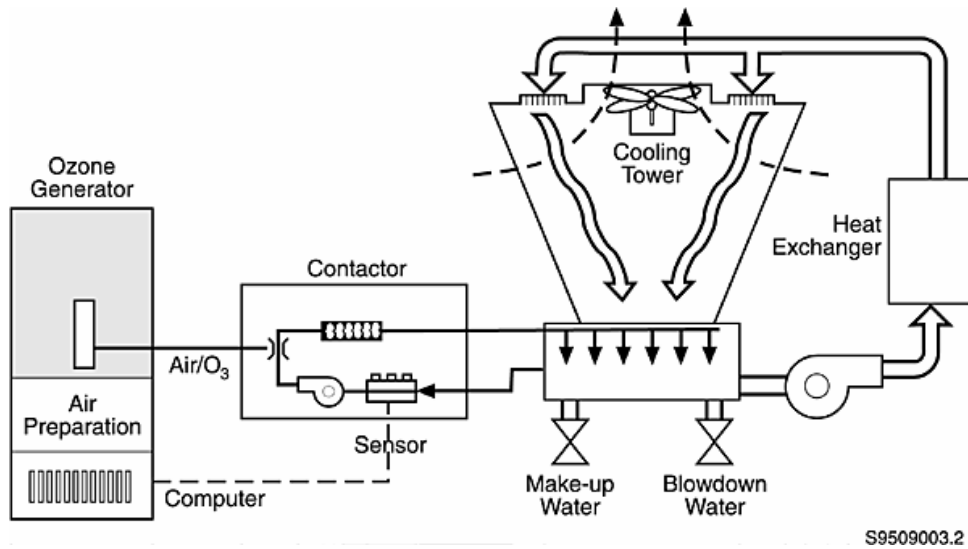 Ozone
Generator
Air
Preparation
Computer
Air/O₃
Contactor
Sensor
Cooling
Tower
Heat
Exchanger
Make-up
Water
Blowdown
Water
S9509003.2